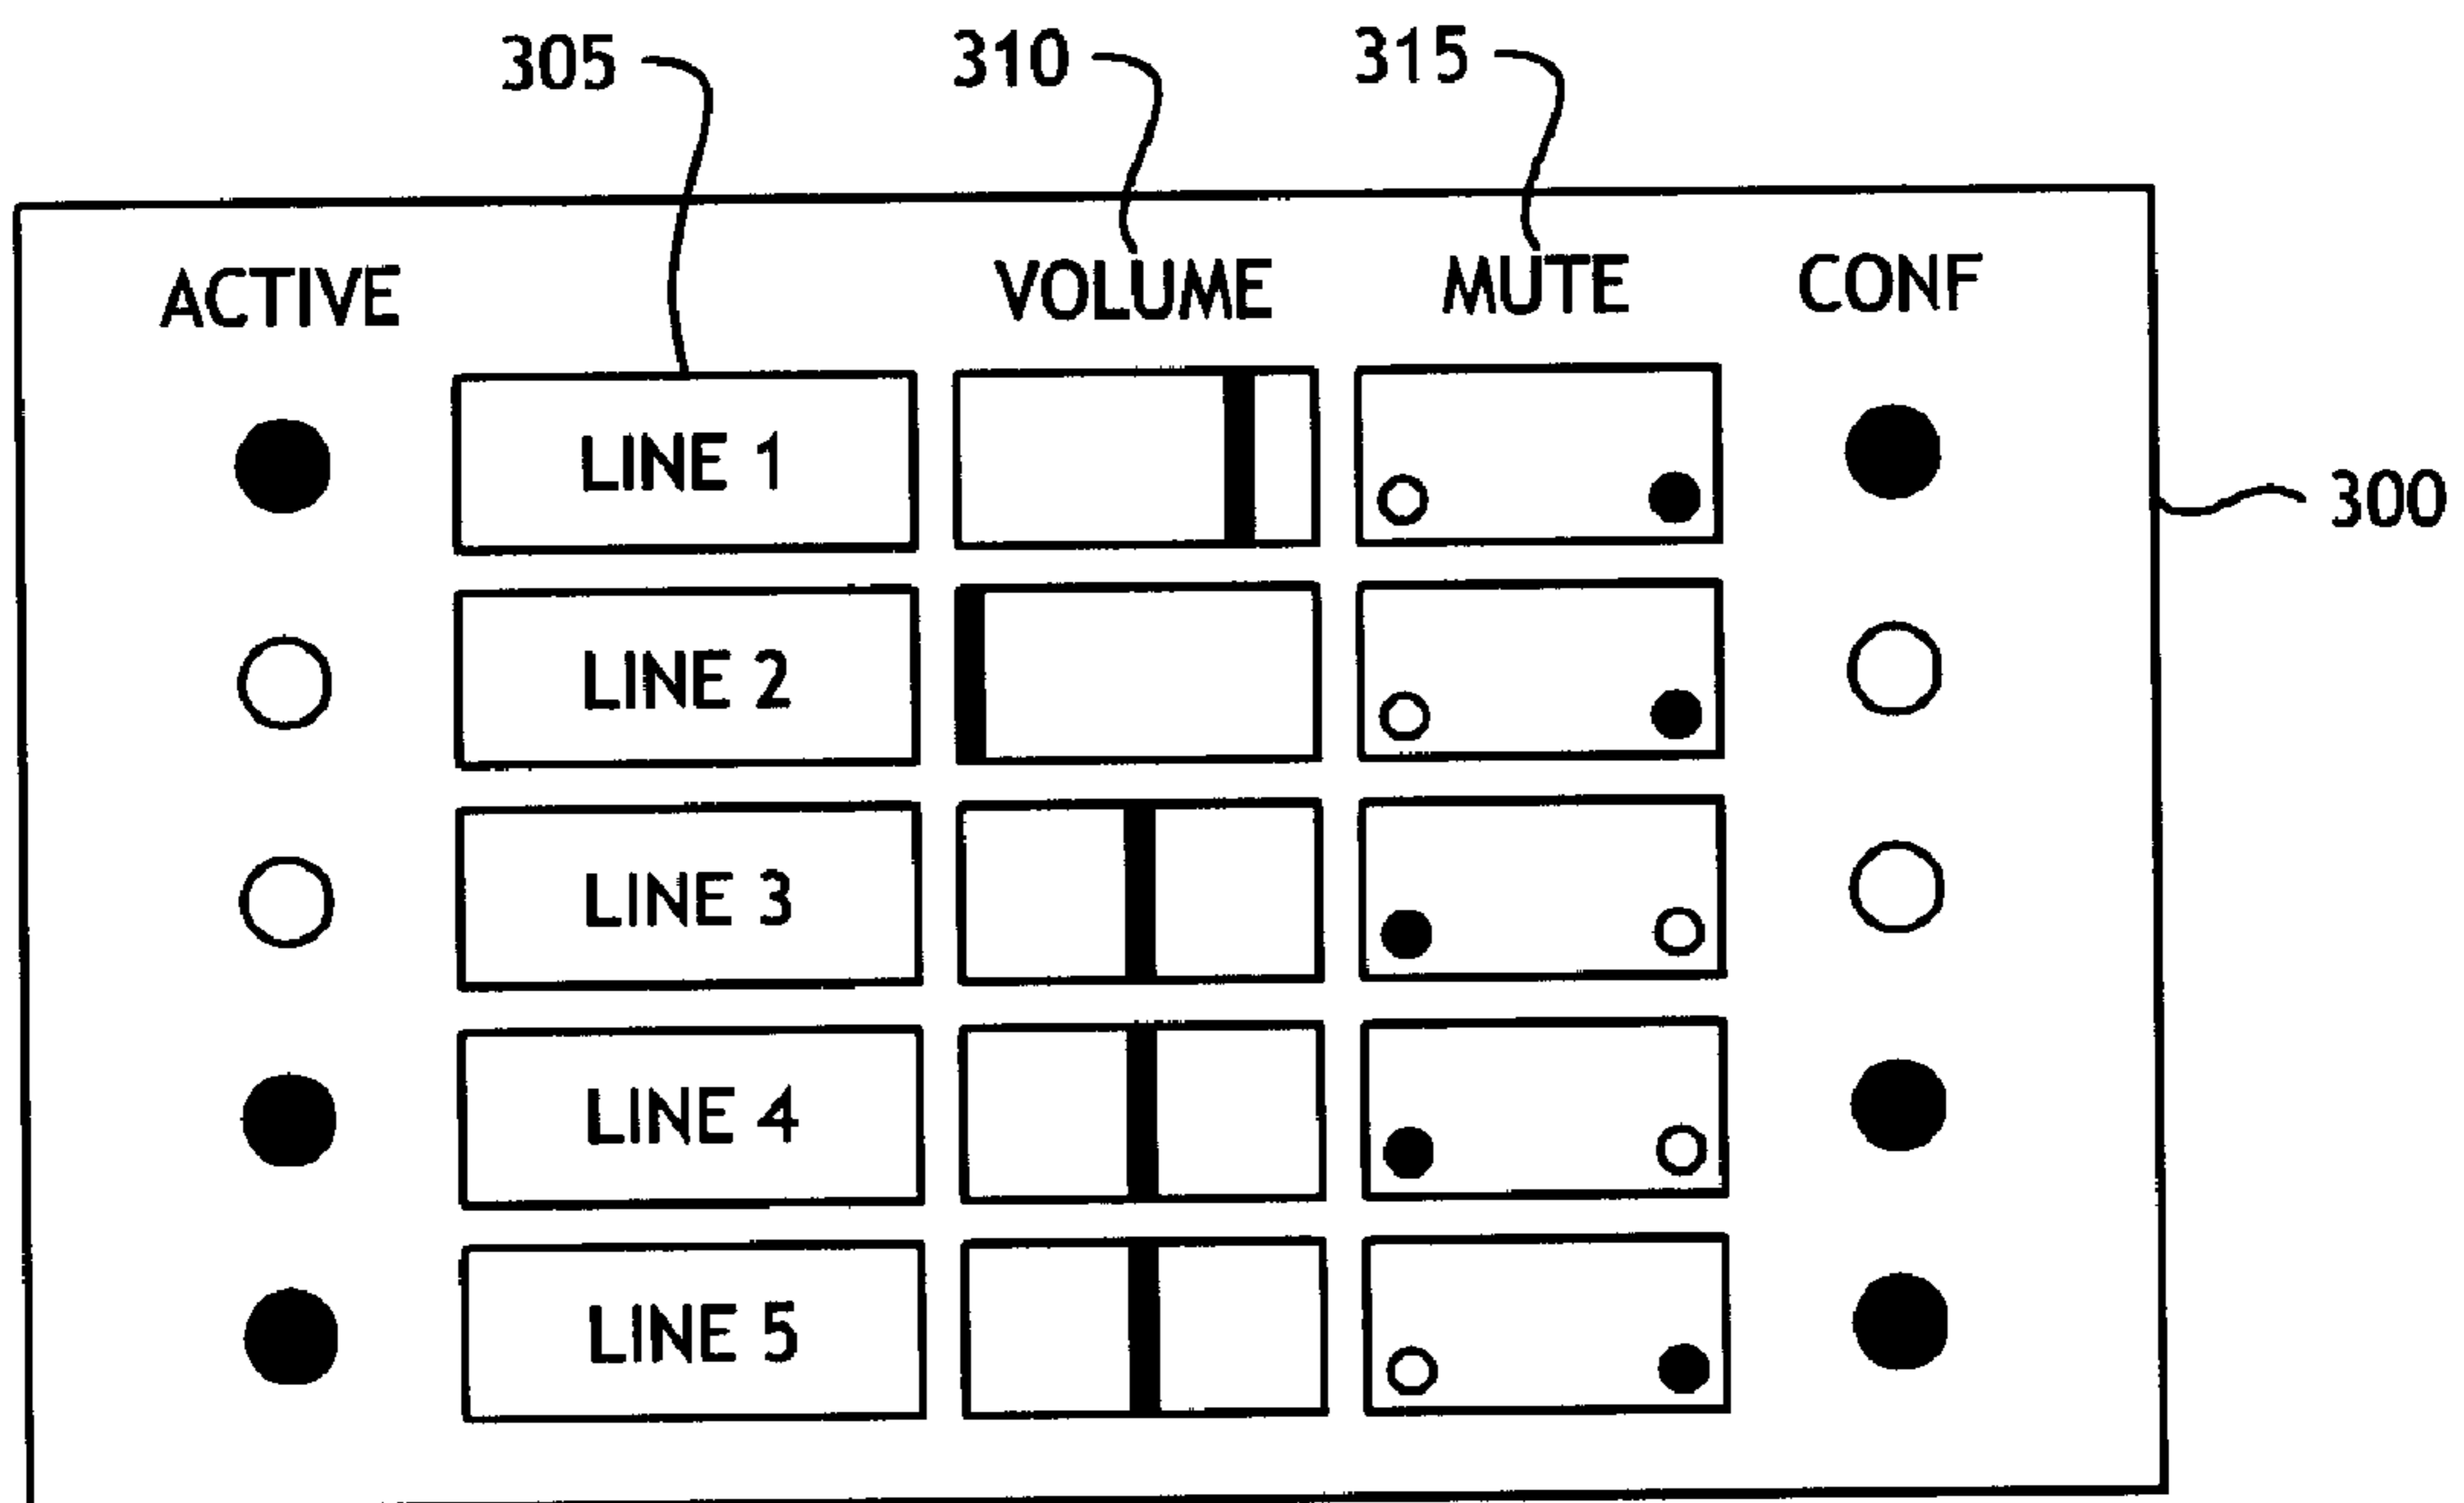 305 310 315
ACTIVE VOLUME MUTE CONF
LINE 1
300
LINE 2
LINE 3
LINE 4
LINE 5